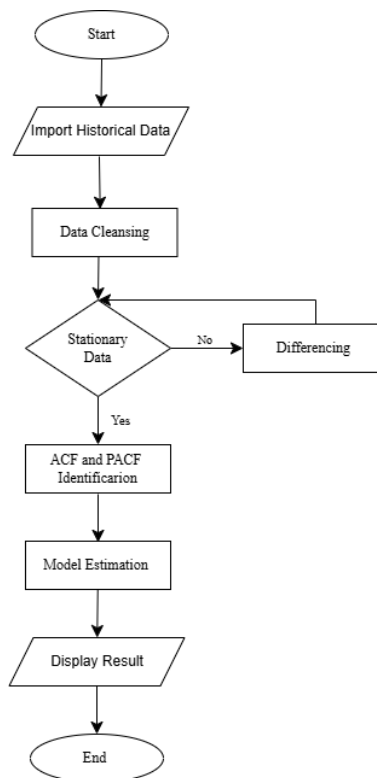 Start
Import Historical Data
Data Cleansing
Stationary
Data
No
Differencing
Yes
ACF and PACF
Identificarion
Model Estimation
Display Result
End